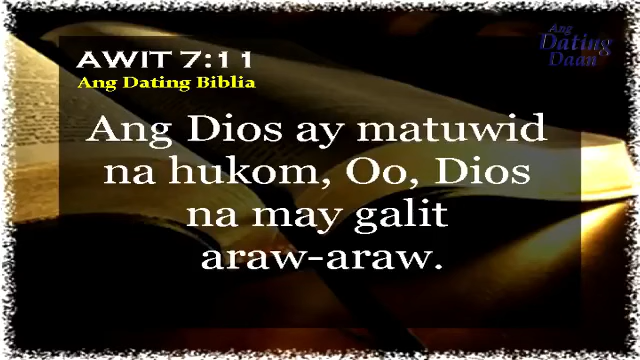 AWIT 7:11
Ang Dating Biblia
Ang Dios ay matuwid
na hukom, Oo, Dios
na may galit
araw-araw.
Ang
Dating
Daan